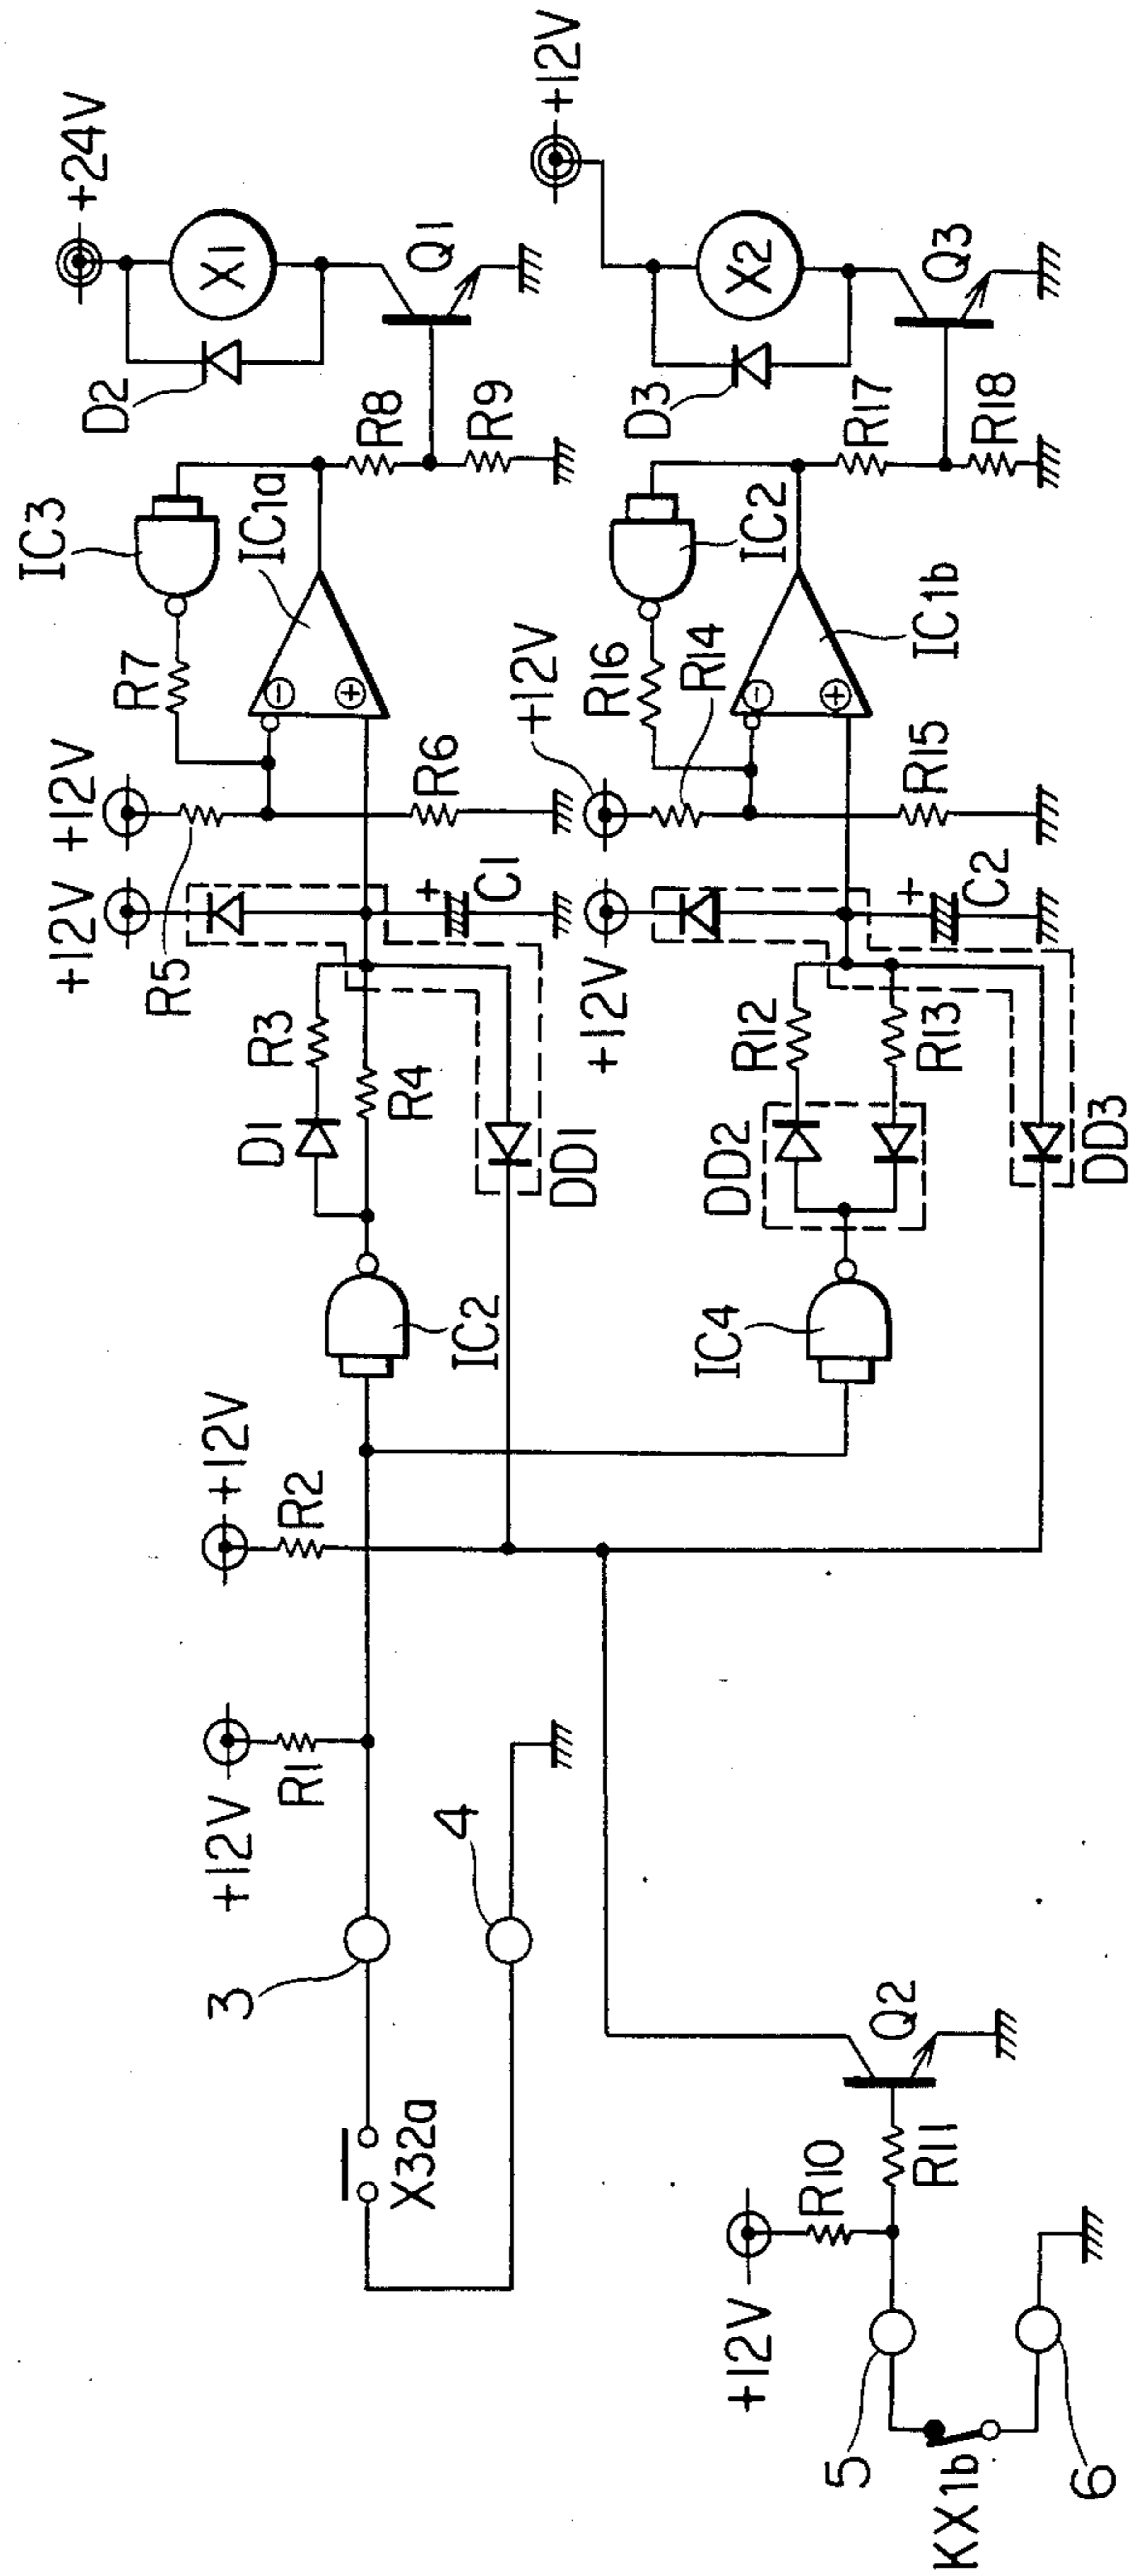 +24V
X1
D2
Q1
R8
R9
IC3
IC1a
R7
−
+
+12V
R5
R6
+12V
+
C1
R3
D1
R4
DD1
IC2
+12V
R2
+12V
R1
3
4
X32a
+12V
X2
D3
Q3
R17
R18
IC2
IC1b
R16
R14
+12V
−
+
R15
+12V
+
C2
R12
R13
DD2
DD3
IC4
Q2
R10
R11
+12V
5
6
KX1b